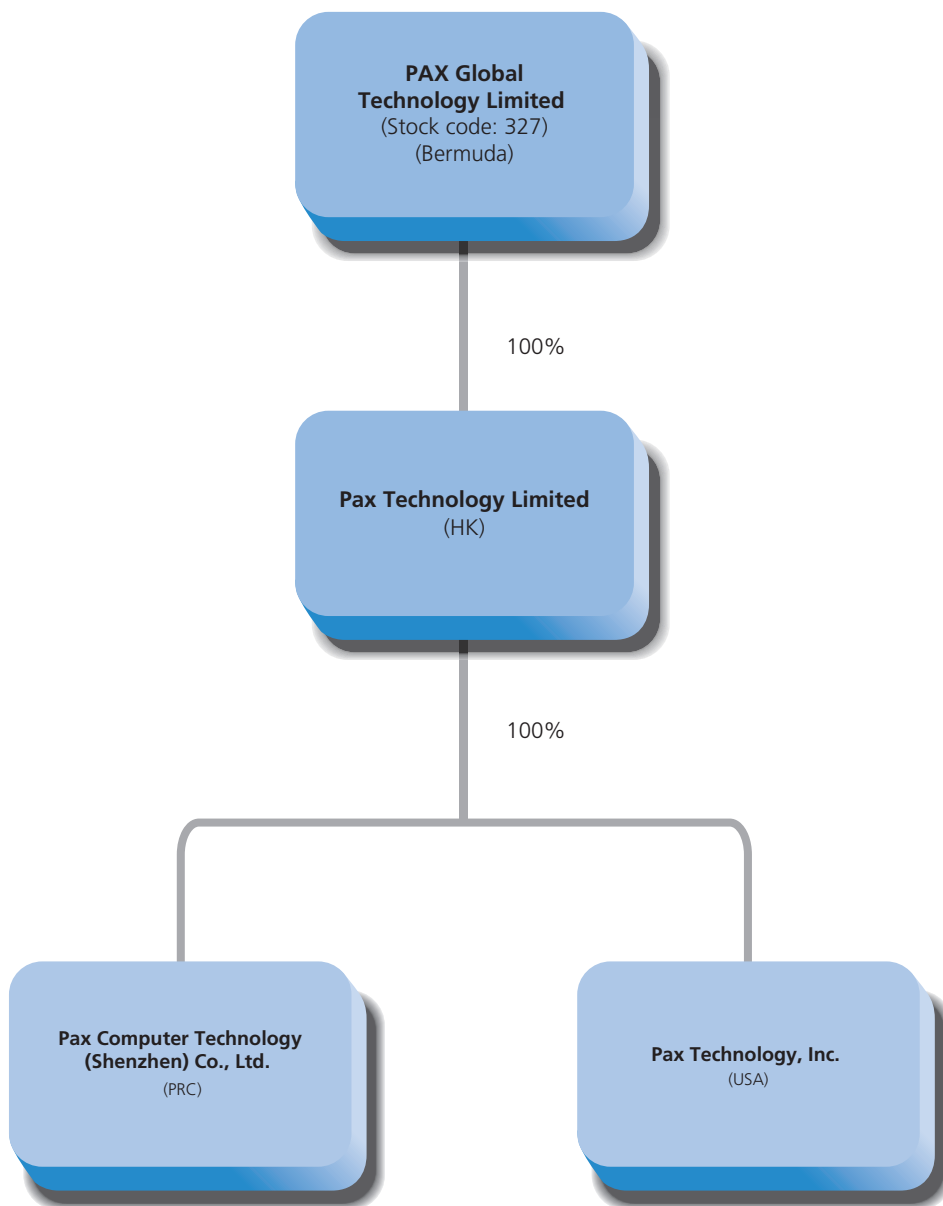 PAX Global
Technology Limited
(Stock code: 327)
(Bermuda)
100%
Pax Technology Limited
(HK)
100%
Pax Computer Technology
(Shenzhen) Co., Ltd.
(PRC)
Pax Technology, Inc.
(USA)